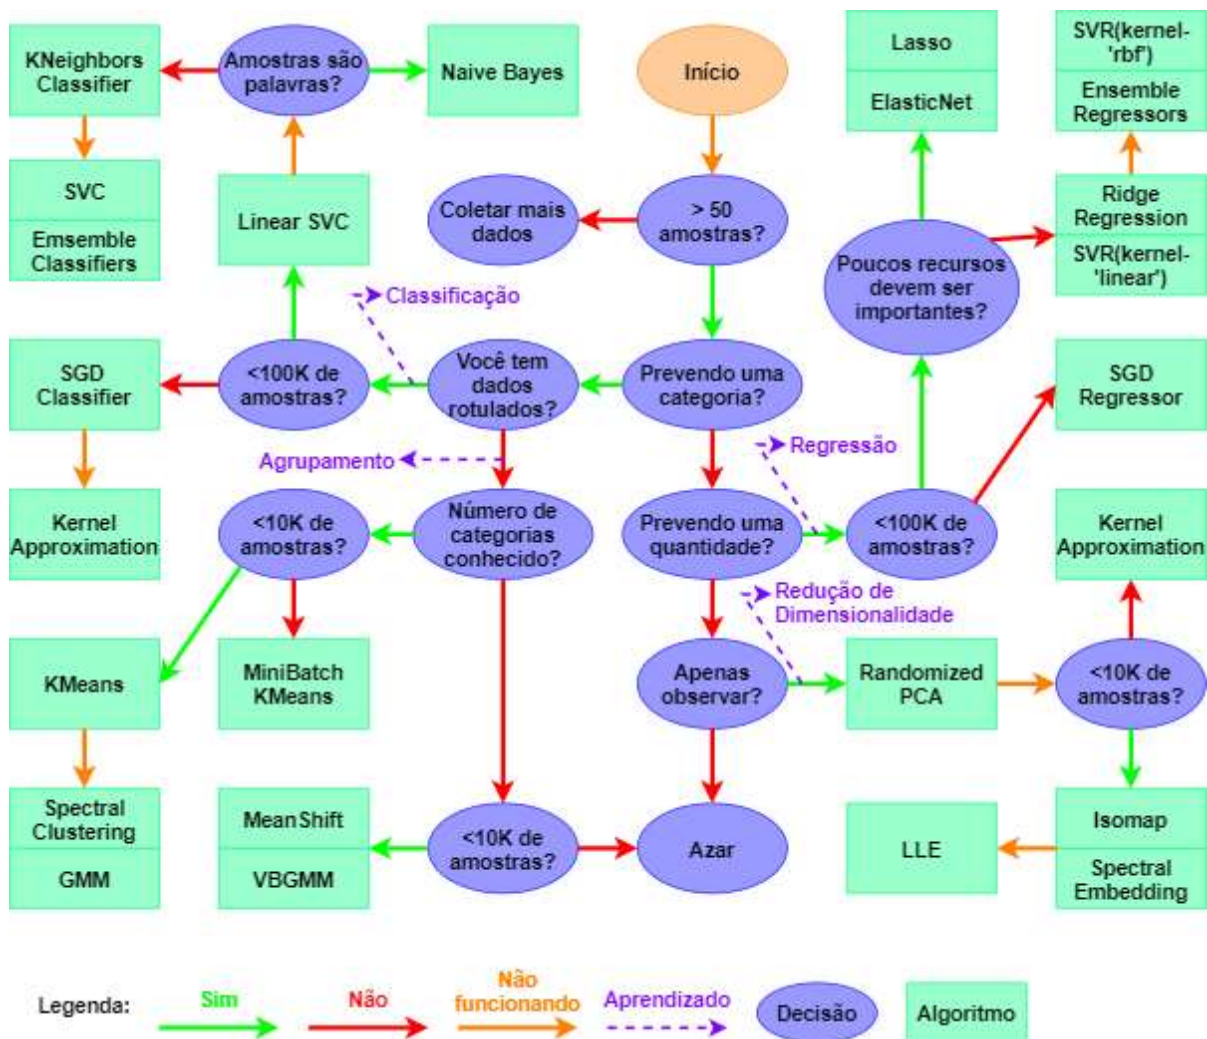 KNeighbors
Classifier
Amostras são
palavras?
Naive Bayes
Início
Lasso
ElasticNet
SVR(kernel-
'rbf')
Ensemble
Regressors
SVC
Emsemble
Classifiers
Linear SVC
Coletar mais
dados
> 50
amostras?
Poucos recursos
devem ser
importantes?
Ridge
Regression
SVR(kernel-
'linear')
Classificação
SGD
Classifier
<100K de
amostras?
Você tem
dados
rotulados?
Prevendo uma
categoria?
SGD
Regressor
Agrupamento
Regressão
Kernel
Approximation
<10K de
amostras?
Número de
categorias
conhecido?
Prevendo uma
quantidade?
<100K de
amostras?
Kernel
Approximation
Redução de
Dimensionalidade
KMeans
MiniBatch
KMeans
Apenas
observar?
Randomized
PCA
<10K de
amostras?
Spectral
Clustering
GMM
MeanShift
VBGMM
<10K de
amostras?
Azar
LLE
Isomap
Spectral
Embedding
Legenda:
Sim
Não
Não
funcionando
Aprendizado
Decisão
Algoritmo